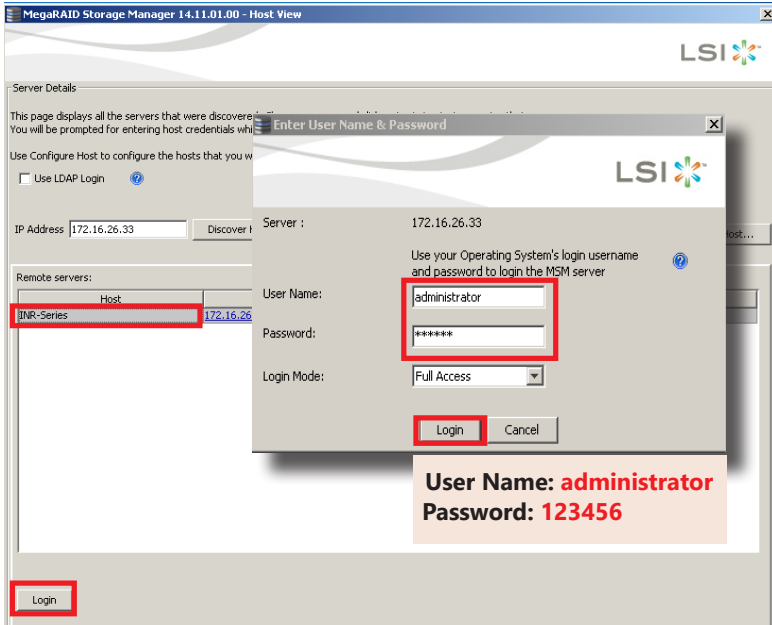 MegaRAID Storage Manager 14.11.01.00 - Host View
LSI
Server Details
This page displays all the servers that were discovere
You will be prompted for entering host credentials whi
Use Configure Host to configure the hosts that you w
Use LDAP Login
IP Address 172.16.26.33 Discover H
ost...
Remote servers:
Host
INR-Series 172.16.26
Enter User Name & Password
LSI
Server : 172.16.26.33
Use your Operating System's login username
and password to login the MSM server
User Name: administrator
Password: ******
Login Mode: Full Access
Login Cancel
User Name: administrator
Password: 123456
Login